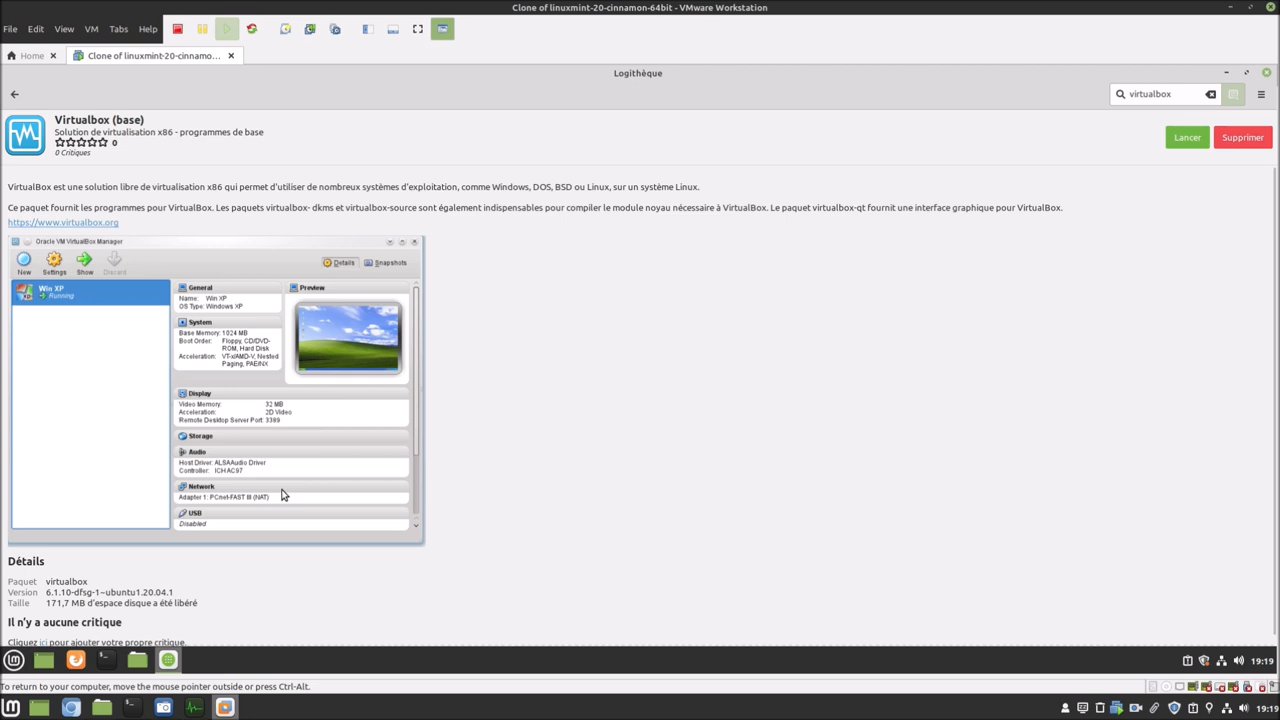 Clone of linuxmint-20-cinnamon-64bit - VMware Workstation
File Edit View VM Tabs Help
Home Clone of linuxmint-20-cinnamo...
Logithèque
virtualbox
Virtualbox (base)
Solution de virtualisation x86 - programmes de base
0
0 Critiques
Lancer Supprimer
VirtualBox est une solution libre de virtualisation x86 qui permet d'utiliser de nombreux systèmes d'exploitation, comme Windows, DOS, BSD ou Linux, sur un système Linux.
Ce paquet fournit les programmes pour VirtualBox. Les paquets virtualbox- dkms et virtualbox-source sont également indispensables pour compiler le module noyau nécessaire à VirtualBox. Le paquet virtualbox-qt fournit une interface graphique pour VirtualBox.
https://www.virtualbox.org
Oracle VM VirtualBox Manager
New Settings Show Discard Details Snapshots
Win XP
Running
General
Name: Win XP
OS Type: Windows XP
Preview
System
Base Memory: 1024 MB
Boot Order: Floppy, CD/DVD-
ROM, Hard Disk
Acceleration: VT-x/AMD-V, Nested
Paging, PAE/NX
Display
Video Memory: 32 MB
Acceleration: 2D Video
Remote Desktop Server Port: 3389
Storage
Audio
Host Driver: ALSAAudio Driver
Controller: ICH AC97
Network
Adapter 1: PCnet-FAST III (NAT)
USB
Disabled
Détails
Paquet virtualbox
Version 6.1.10-dfsg-1~ubuntu1.20.04.1
Taille 171,7 MB d'espace disque a été libéré
Il n'y a aucune critique
Cliquez ici pour ajouter votre propre critique.
19:19
To return to your computer, move the mouse pointer outside or press Ctrl-Alt.
19:19